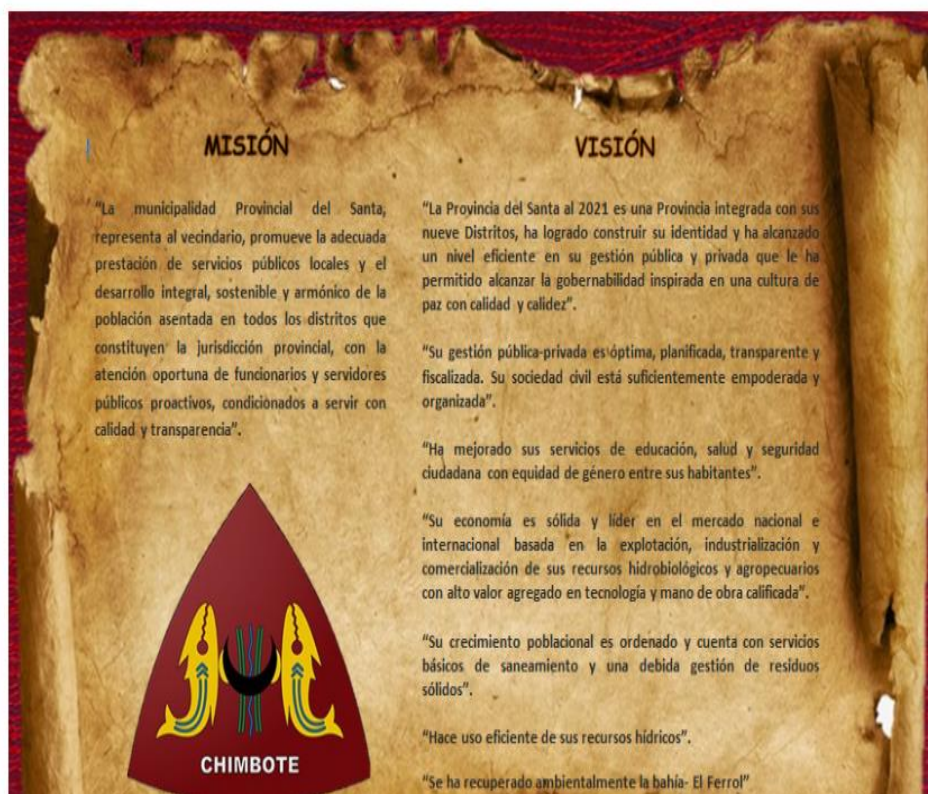 MISIÓN
“La municipalidad Provincial del Santa,
representa al vecindario, promueve la adecuada
prestación de servicios públicos locales y el
desarrollo integral, sostenible y armónico de la
población asentada en todos los distritos que
constituyen la jurisdicción provincial, con la
atención oportuna de funcionarios y servidores
públicos proactivos, condicionados a servir con
calidad y transparencia”.
CHIMBOTE
VISIÓN
“La Provincia del Santa al 2021 es una Provincia integrada con sus
nueve Distritos, ha logrado construir su identidad y ha alcanzado
un nivel eficiente en su gestión pública y privada que le ha
permitido alcanzar la gobernabilidad inspirada en una cultura de
paz con calidad y calidez”.
“Su gestión pública-privada es óptima, planificada, transparente y
fiscalizada. Su sociedad civil está suficientemente empoderada y
organizada”.
“Ha mejorado sus servicios de educación, salud y seguridad
ciudadana con equidad de género entre sus habitantes”.
“Su economía es sólida y líder en el mercado nacional e
internacional basada en la explotación, industrialización y
comercialización de sus recursos hidrobiológicos y agropecuarios
con alto valor agregado en tecnología y mano de obra calificada”.
“Su crecimiento poblacional es ordenado y cuenta con servicios
básicos de saneamiento y una debida gestión de residuos
sólidos”.
“Hace uso eficiente de sus recursos hídricos”.
“Se ha recuperado ambientalmente la bahía- El Ferrol”